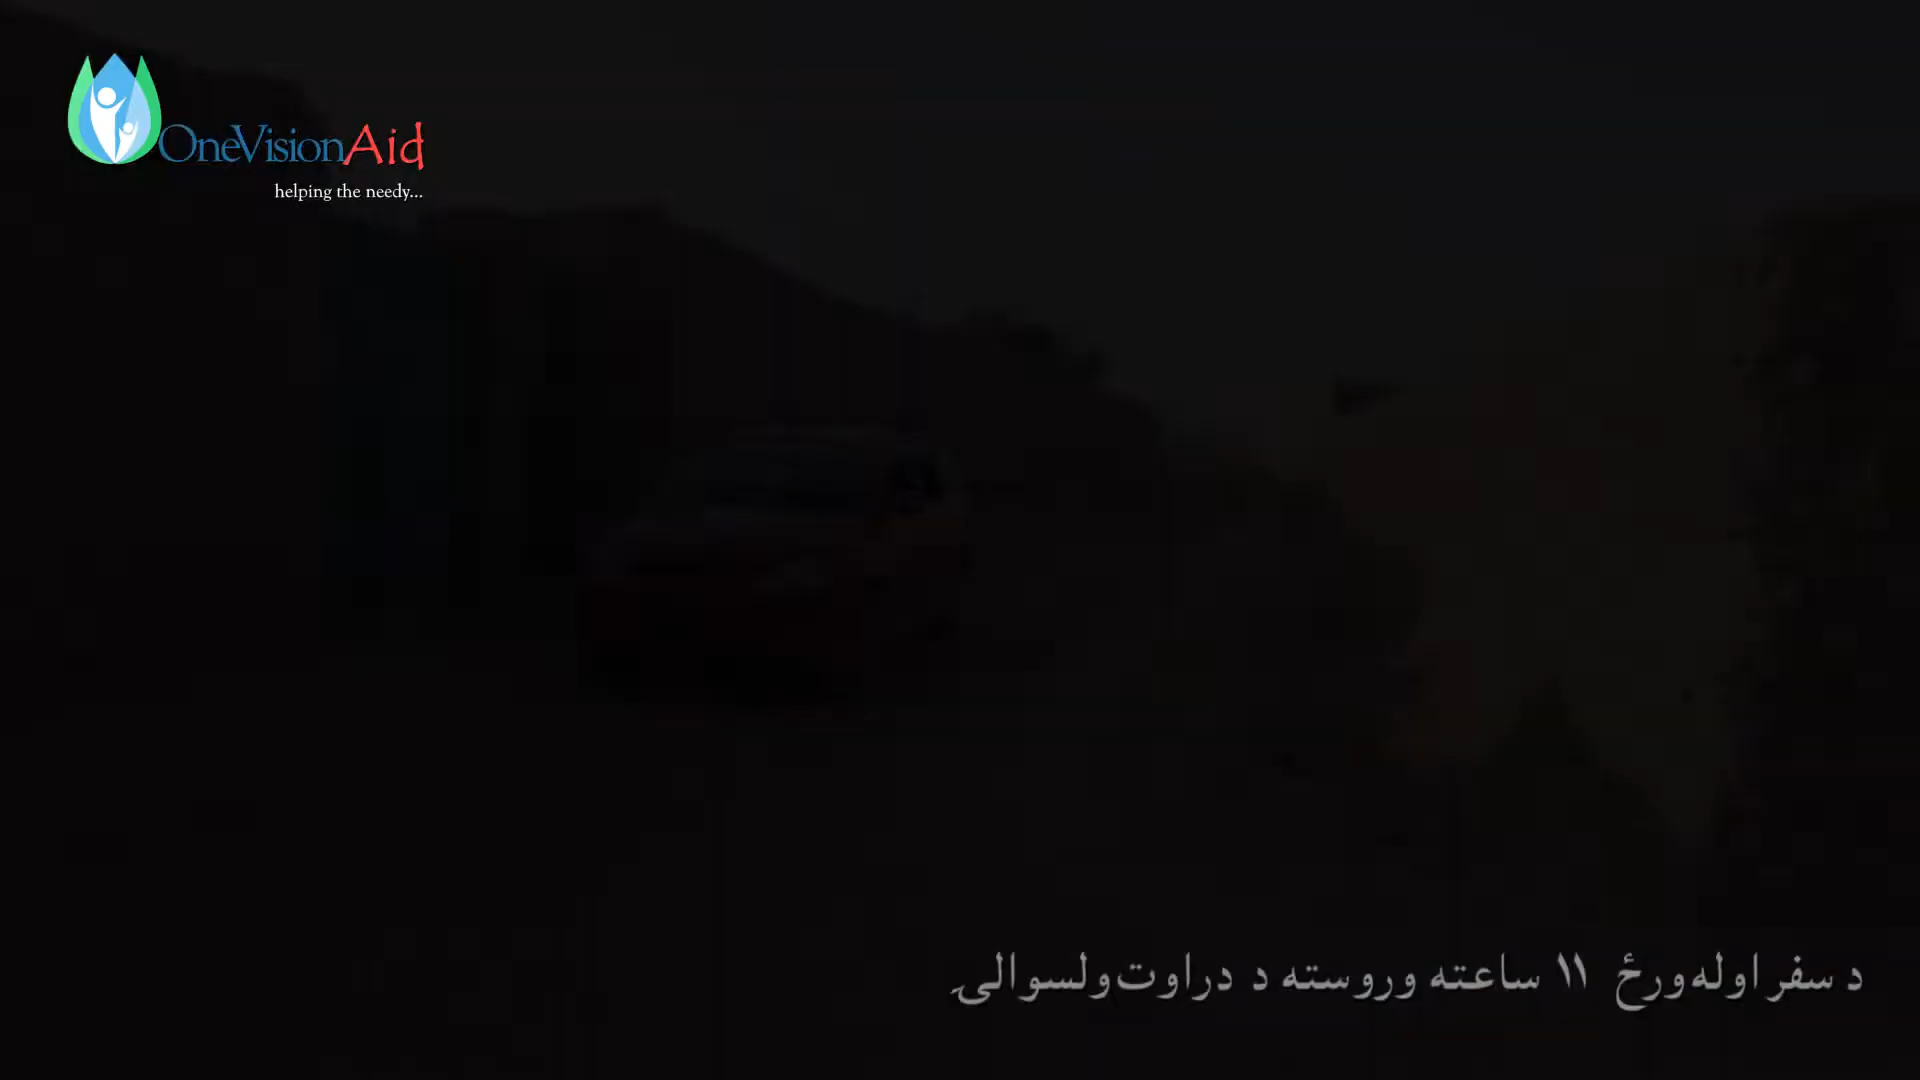 OneVisionAid
helping the needy...
د سفر اوله ورځ ۱۱ ساعته وروسته د دراوت ولسوالۍ